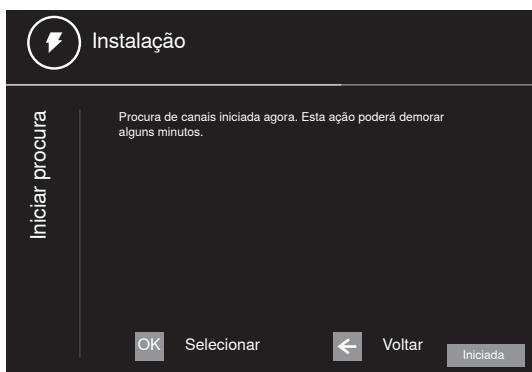 Instalação
Iniciar procura
Procura de canais iniciada agora. Esta ação poderá demorar
alguns minutos.
OK Selecionar
Voltar
Iniciada